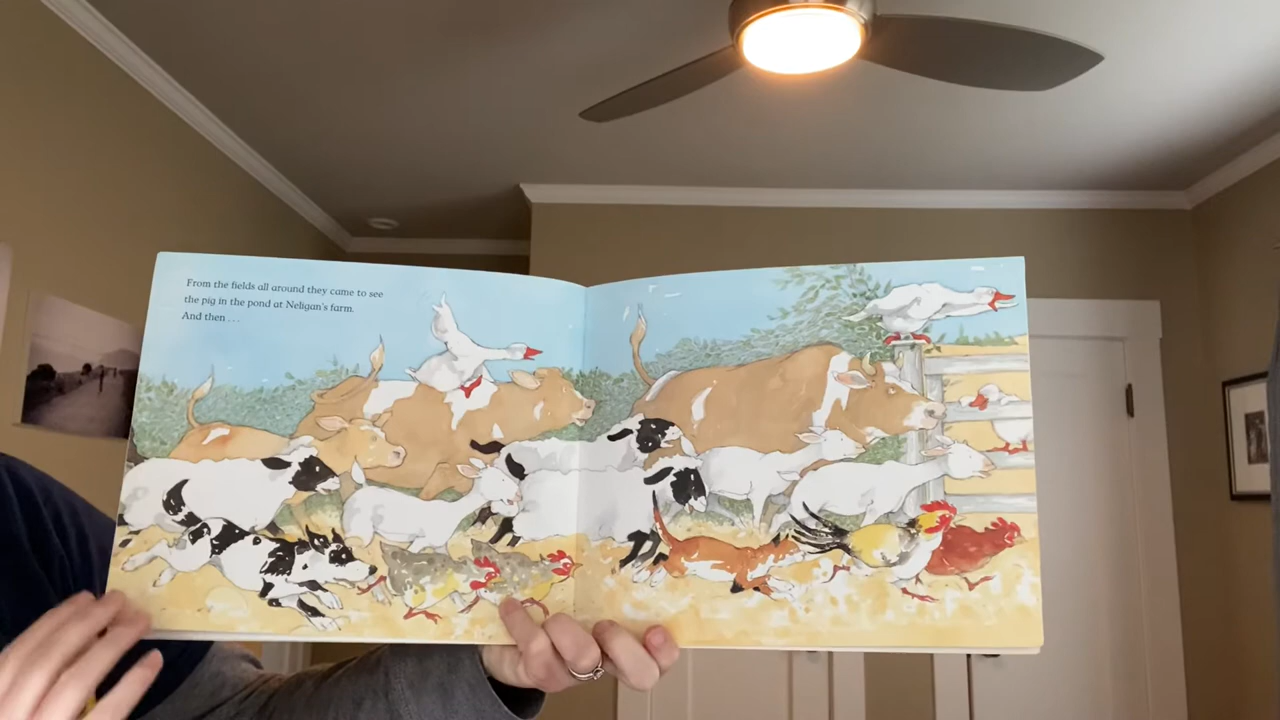 From the fields all around they came to see
the pig in the pond at Neligan's farm.
And then ...